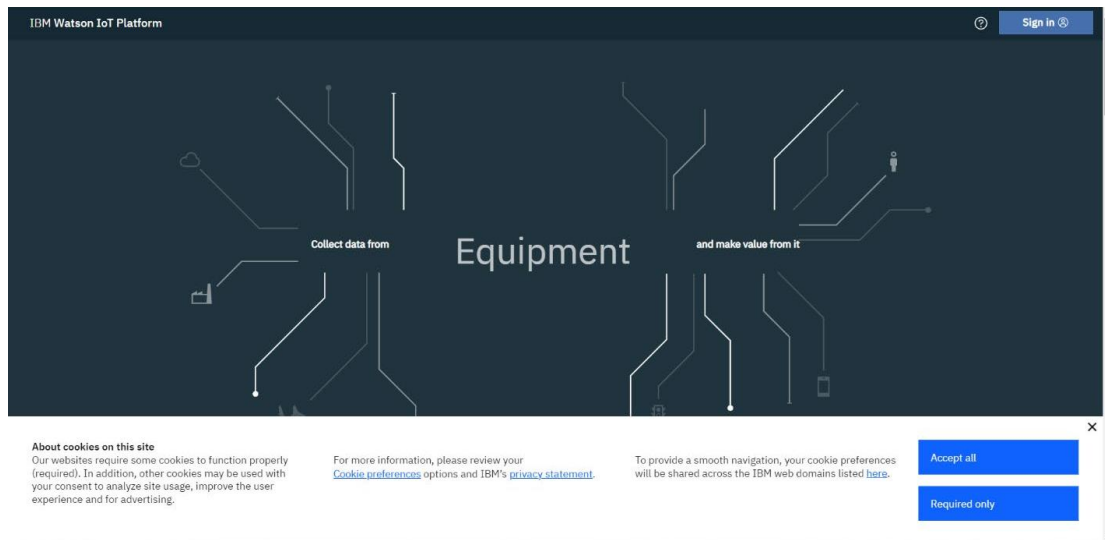 IBM Watson IoT Platform
Sign in
Collect data from
Equipment
and make value from it
About cookies on this site
Our websites require some cookies to function properly
(required). In addition, other cookies may be used with
your consent to analyze site usage, improve the user
experience and for advertising.
For more information, please review your
Cookie preferences options and IBM's privacy statement.
To provide a smooth navigation, your cookie preferences
will be shared across the IBM web domains listed here.
Accept all
Required only